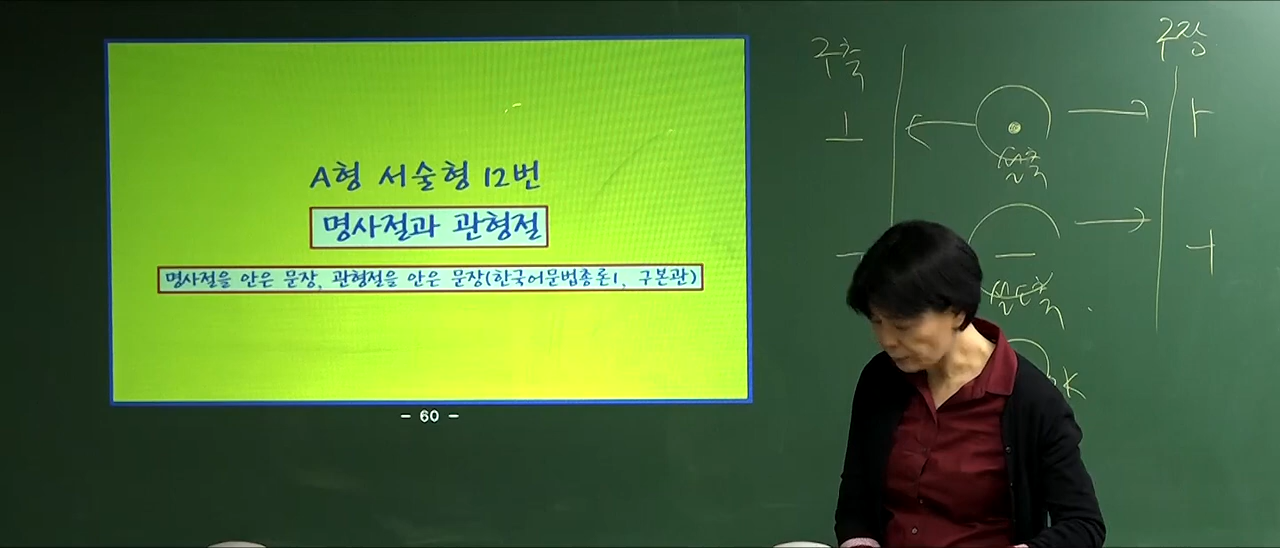 A형 서술형 12번
명사절과 관형절
명사절을 안은 문장, 관형절을 안은 문장(한국어문법총론1, 구본관)
- 60 -
ㅗ
ㅏ
ㅓ
K